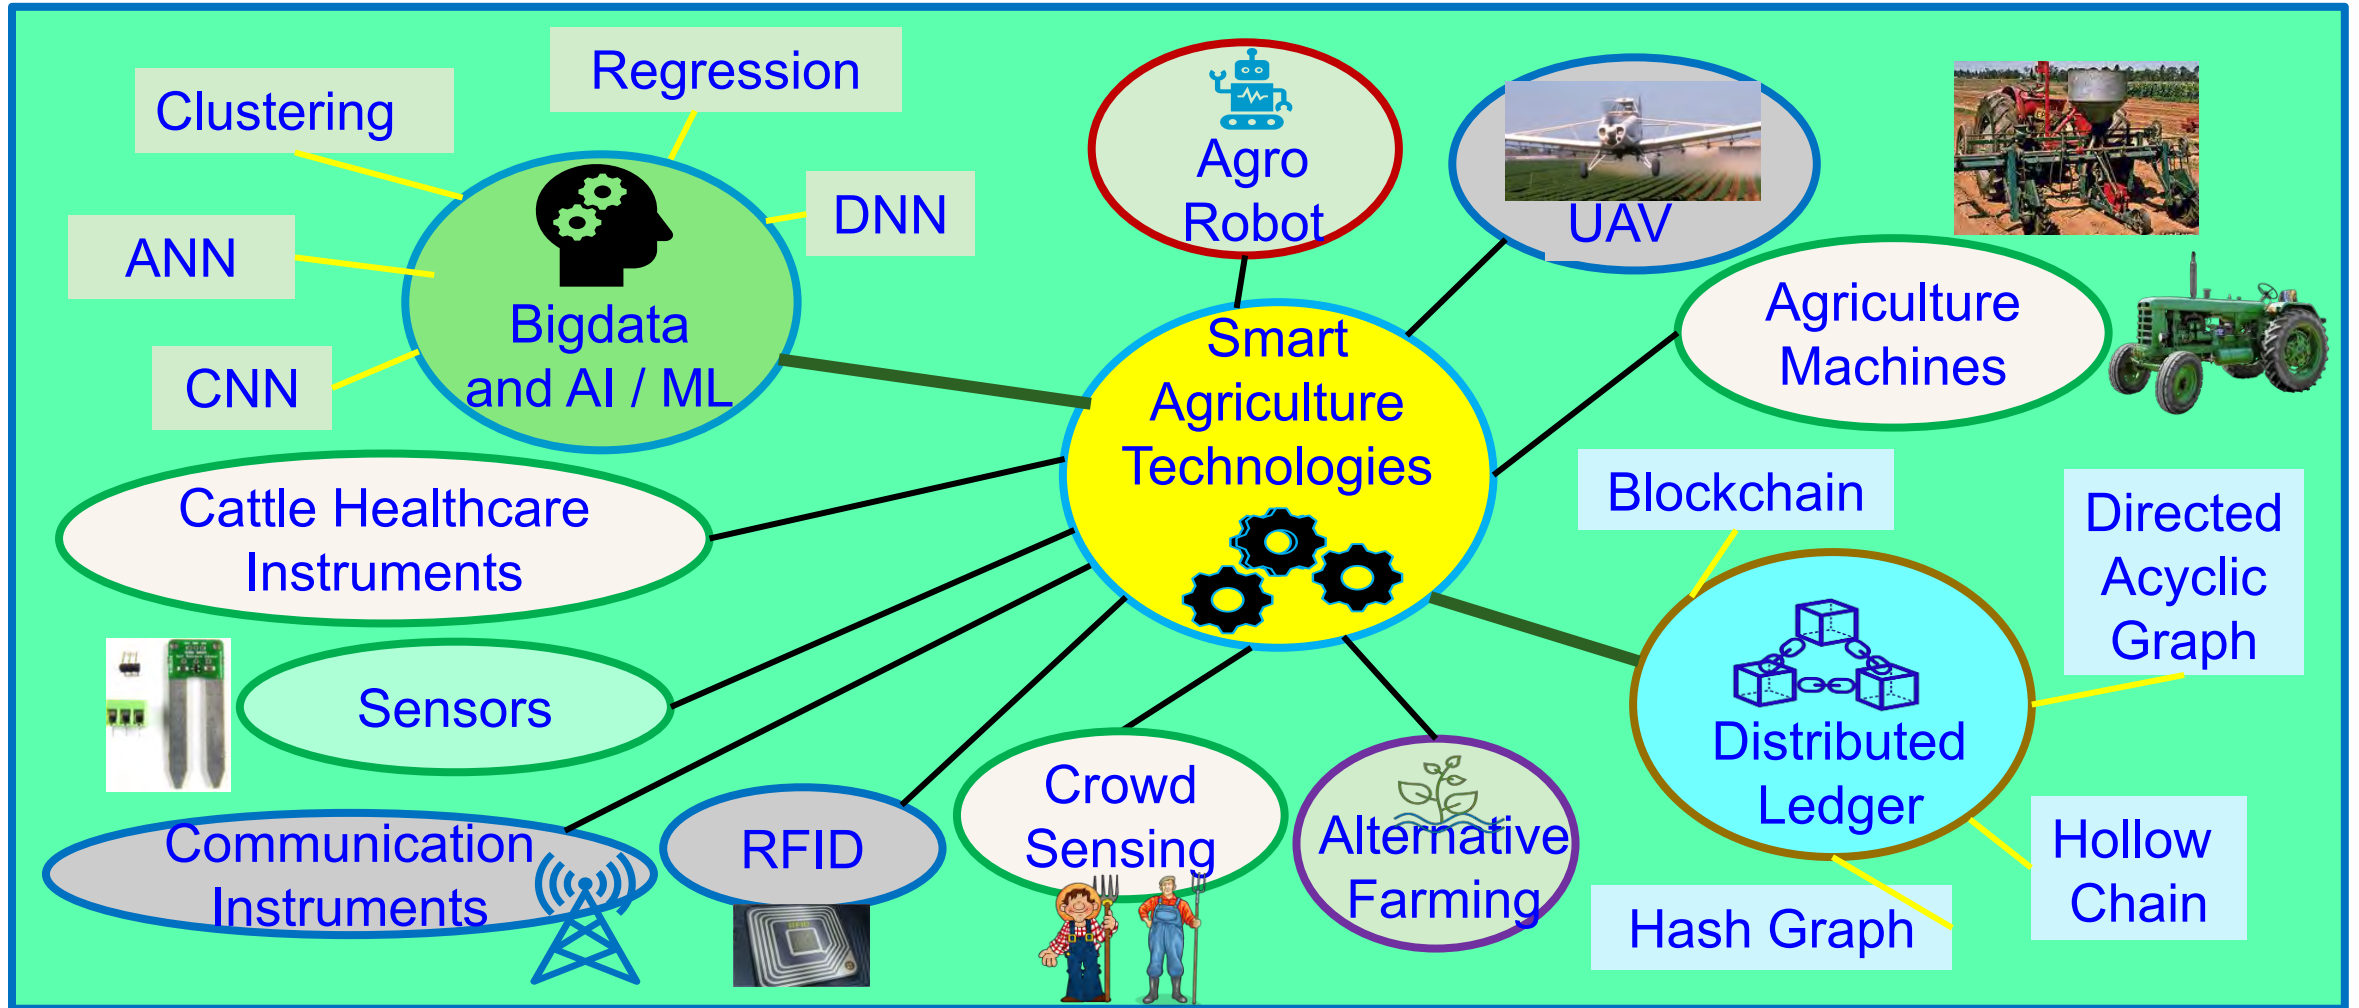 Regression
Clustering
DNN
ANN
CNN
Bigdata
and AI / ML
Agro
Robot
UAV
Agriculture
Machines
Smart
Agriculture
Technologies
Cattle Healthcare
Instruments
Sensors
Communication
Instruments
RFID
RFID
Crowd
Sensing
Alternative
Farming
Blockchain
Directed
Acyclic
Graph
Distributed
Ledger
Hollow
Chain
Hash Graph